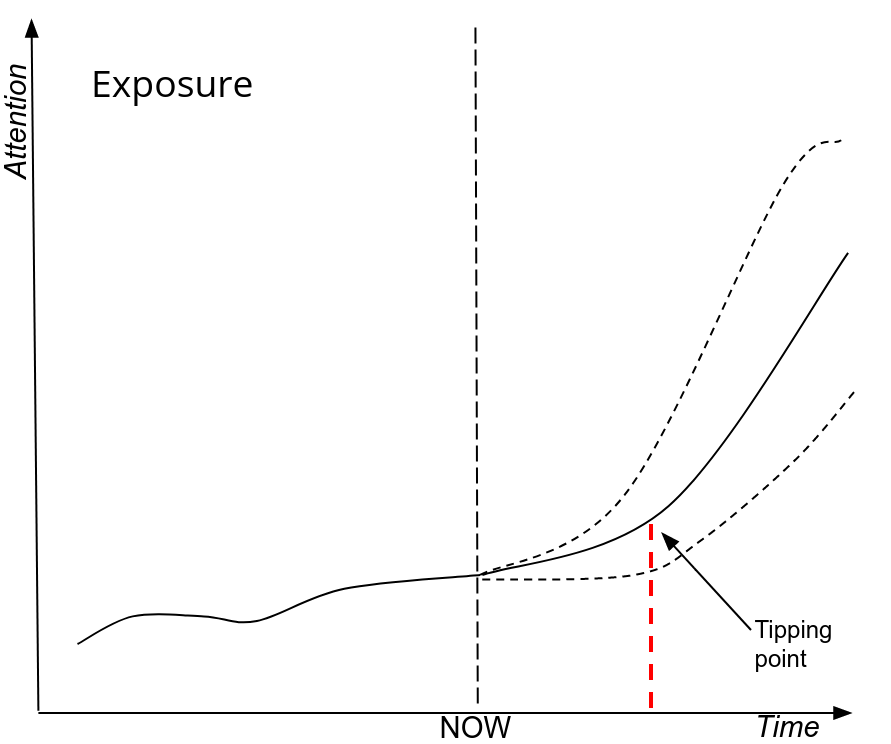 Attention
Exposure
Tipping
point
NOW
Time